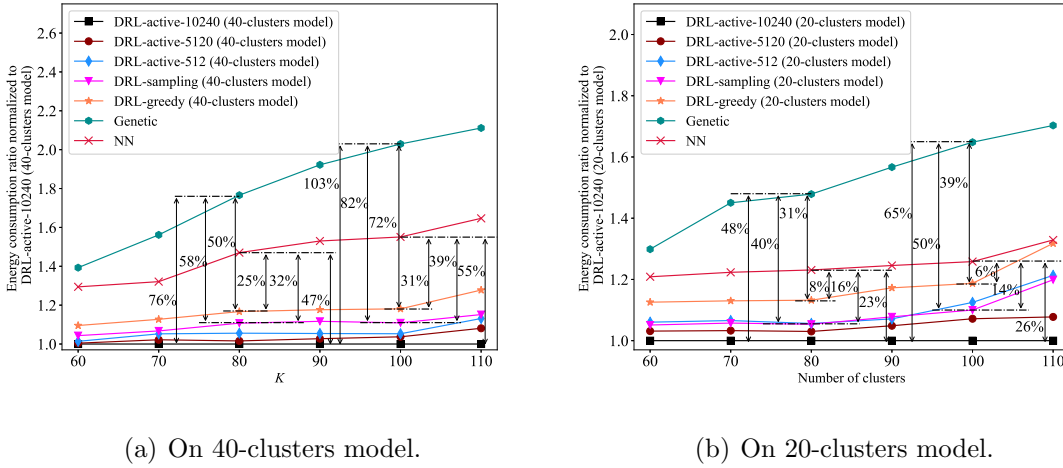 DRL-active-10240 (40-clusters model)
DRL-active-5120 (40-clusters model)
DRL-active-512 (40-clusters model)
DRL-sampling (40-clusters model)
DRL-greedy (40-clusters model)
Genetic
NN
Energy consumption ratio normalized to
DRL-active-10240 (40-clusters model)
2.6
2.4
2.2
2.0
1.8
1.6
1.4
1.2
1.0
103%
82%
72%
50%
58%
76%
25%
32%
47%
31%
39%
55%
60
70
80
90
100
110
K
(a) On 40-clusters model.
DRL-active-10240 (20-clusters model)
DRL-active-5120 (20-clusters model)
DRL-active-512 (20-clusters model)
DRL-sampling (20-clusters model)
DRL-greedy (20-clusters model)
Genetic
NN
Energy consumption ratio normalized to
DRL-active-10240 (20-clusters model)
2.0
1.8
1.6
1.4
1.2
1.0
39%
31%
65%
48%
40%
50%
8%
16%
23%
6%
14%
26%
60
70
80
90
100
110
Number of clusters
(b) On 20-clusters model.